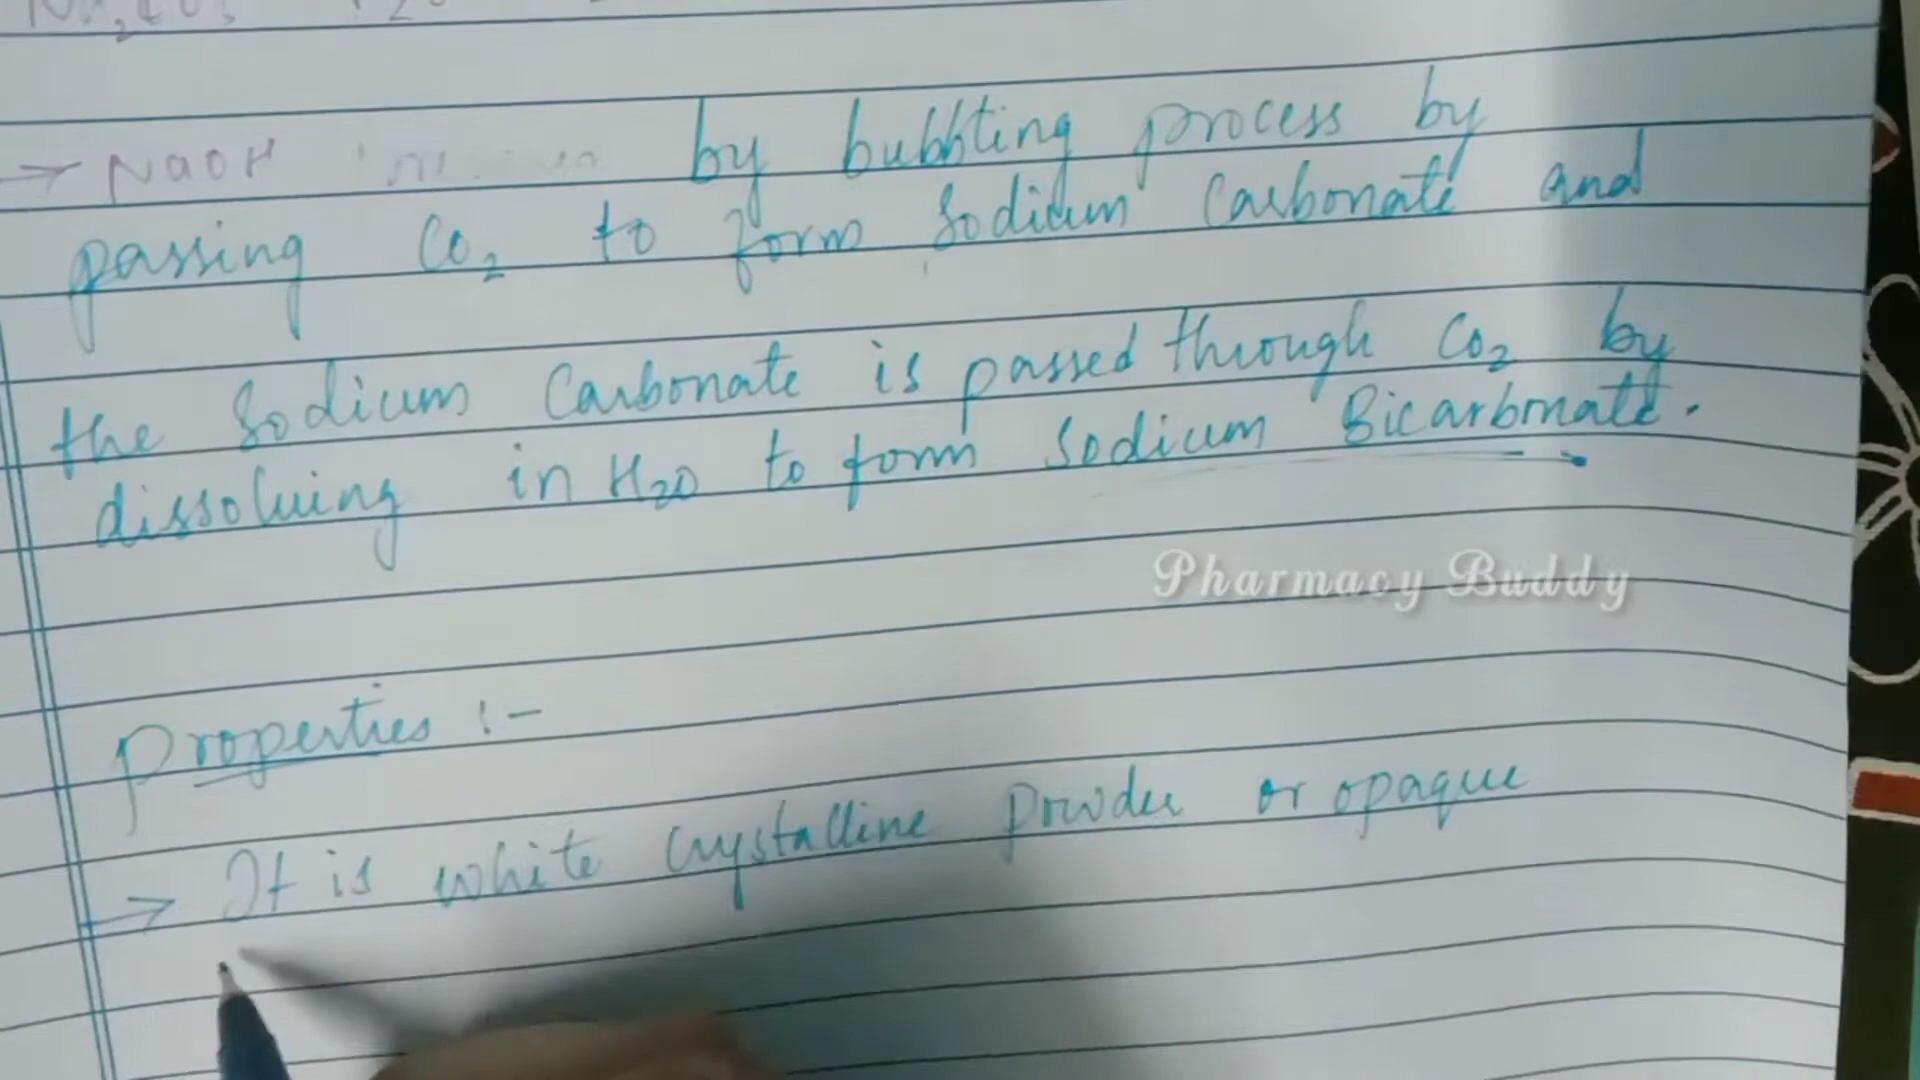 → NaOH by bubbting process by
passing CO2 to form Sodium Carbonate and
the Sodium Carbonate is passed through CO2 by
dissolving in H2O to form Sodium Bicarbonate.
Pharmacy Buddy
Properties :-
→ It is white crystalline powder or opaque